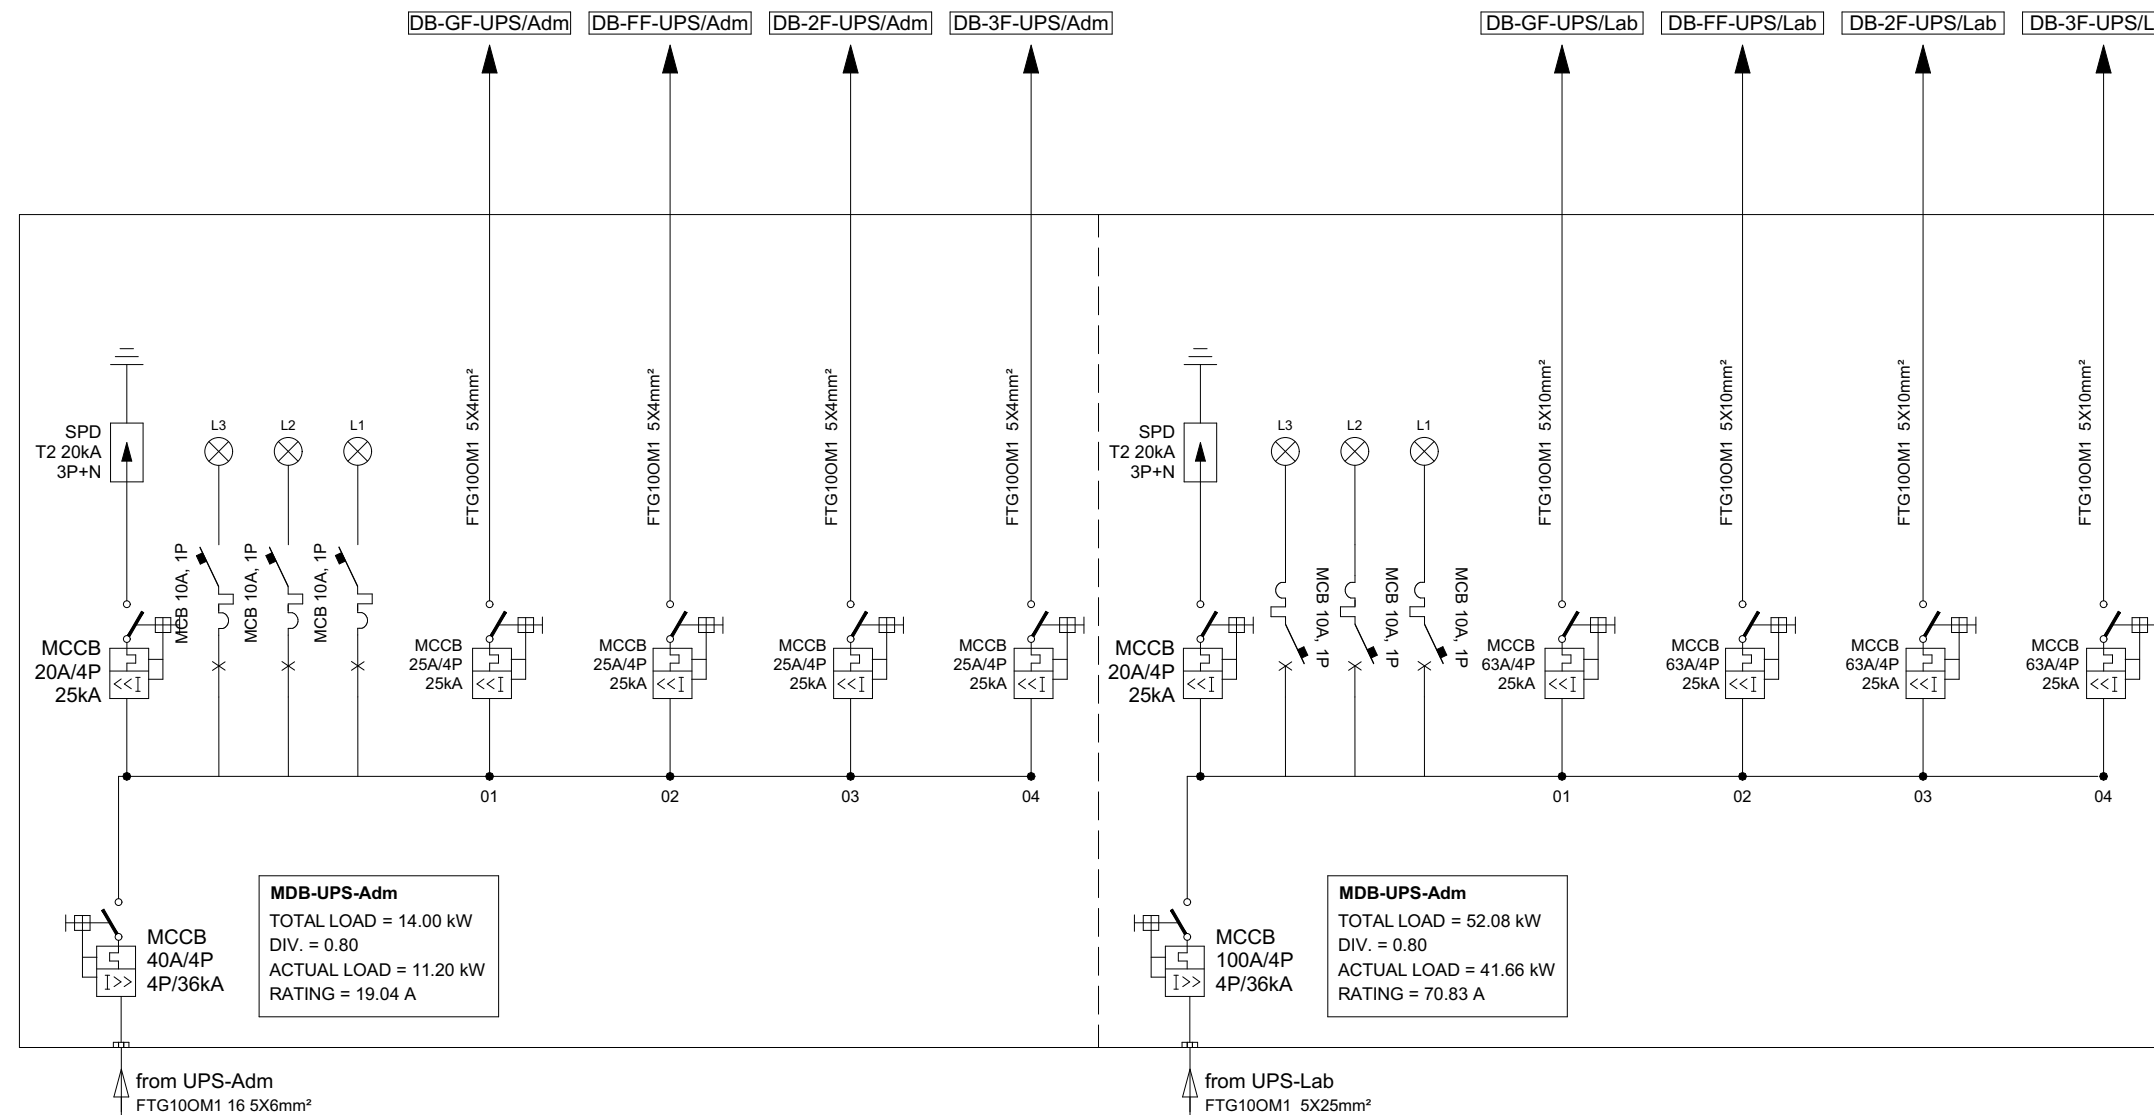 DB-GF-UPS/Adm
DB-FF-UPS/Adm
DB-2F-UPS/Adm
DB-3F-UPS/Adm
DB-GF-UPS/Lab
DB-FF-UPS/Lab
DB-2F-UPS/Lab
DB-3F-UPS/L
SPD
T2 20kA
3P+N
L3
L2
L1
FTG10OM1 5X4mm²
FTG10OM1 5X4mm²
FTG10OM1 5X4mm²
FTG10OM1 5X4mm²
MCB 10A, 1P
MCB 10A, 1P
MCB 10A, 1P
MCCB
20A/4P
25kA
<<I
MCCB
25A/4P
25kA
<<I
MCCB
25A/4P
25kA
<<I
MCCB
25A/4P
25kA
<<I
MCCB
25A/4P
25kA
<<I
01
02
03
04
MCCB
40A/4P
4P/36kA
I>>
MDB-UPS-Adm
TOTAL LOAD = 14.00 kW
DIV. = 0.80
ACTUAL LOAD = 11.20 kW
RATING = 19.04 A
from UPS-Adm
FTG10OM1 16 5X6mm²
SPD
T2 20kA
3P+N
L3
L2
L1
FTG10OM1 5X10mm²
FTG10OM1 5X10mm²
FTG10OM1 5X10mm²
FTG10OM1 5X10mm²
MCB 10A, 1P
MCB 10A, 1P
MCB 10A, 1P
MCCB
20A/4P
25kA
<<I
MCCB
63A/4P
25kA
<<I
MCCB
63A/4P
25kA
<<I
MCCB
63A/4P
25kA
<<I
MCCB
63A/4P
25kA
<<I
01
02
03
04
MCCB
100A/4P
4P/36kA
I>>
MDB-UPS-Adm
TOTAL LOAD = 52.08 kW
DIV. = 0.80
ACTUAL LOAD = 41.66 kW
RATING = 70.83 A
from UPS-Lab
FTG10OM1 5X25mm²